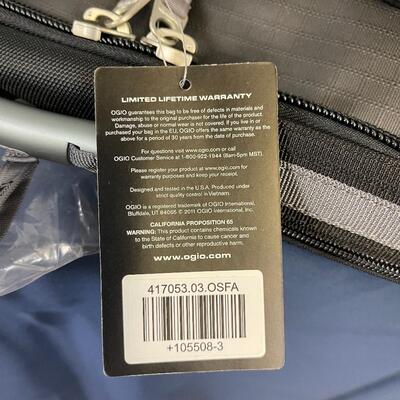 LIMITED LIFETIME WARRANTY
OGIO guarantees this bag to be free of defects in materials and
workmanship to the original purchaser for the life of the product.
Damage, abuse or normal wear is not covered. If you live in or
purchased your bag in the EU, OGIO offers the same warranty as
above for a period of 30 years from the date of purchase.
For questions visit www.ogio.com or call
OGIO Customer Service at 1-800-922-1944 (8am-5pm MST).
Please register your product at www.ogio.com for
warranty purposes and keep your receipt.
Designed and tested in the U.S.A. Produced under
strict quality control in Vietnam.
OGIO is a registered trademark of OGIO International,
Bluffdale, UT 84065 © 2011 OGIO International, Inc.
CALIFORNIA PROPOSITION 65
WARNING: This product contains chemicals known
to the State of California to cause cancer and
birth defects or other reproductive harm.
www.ogio.com
417053.03.OSFA
+105508-3